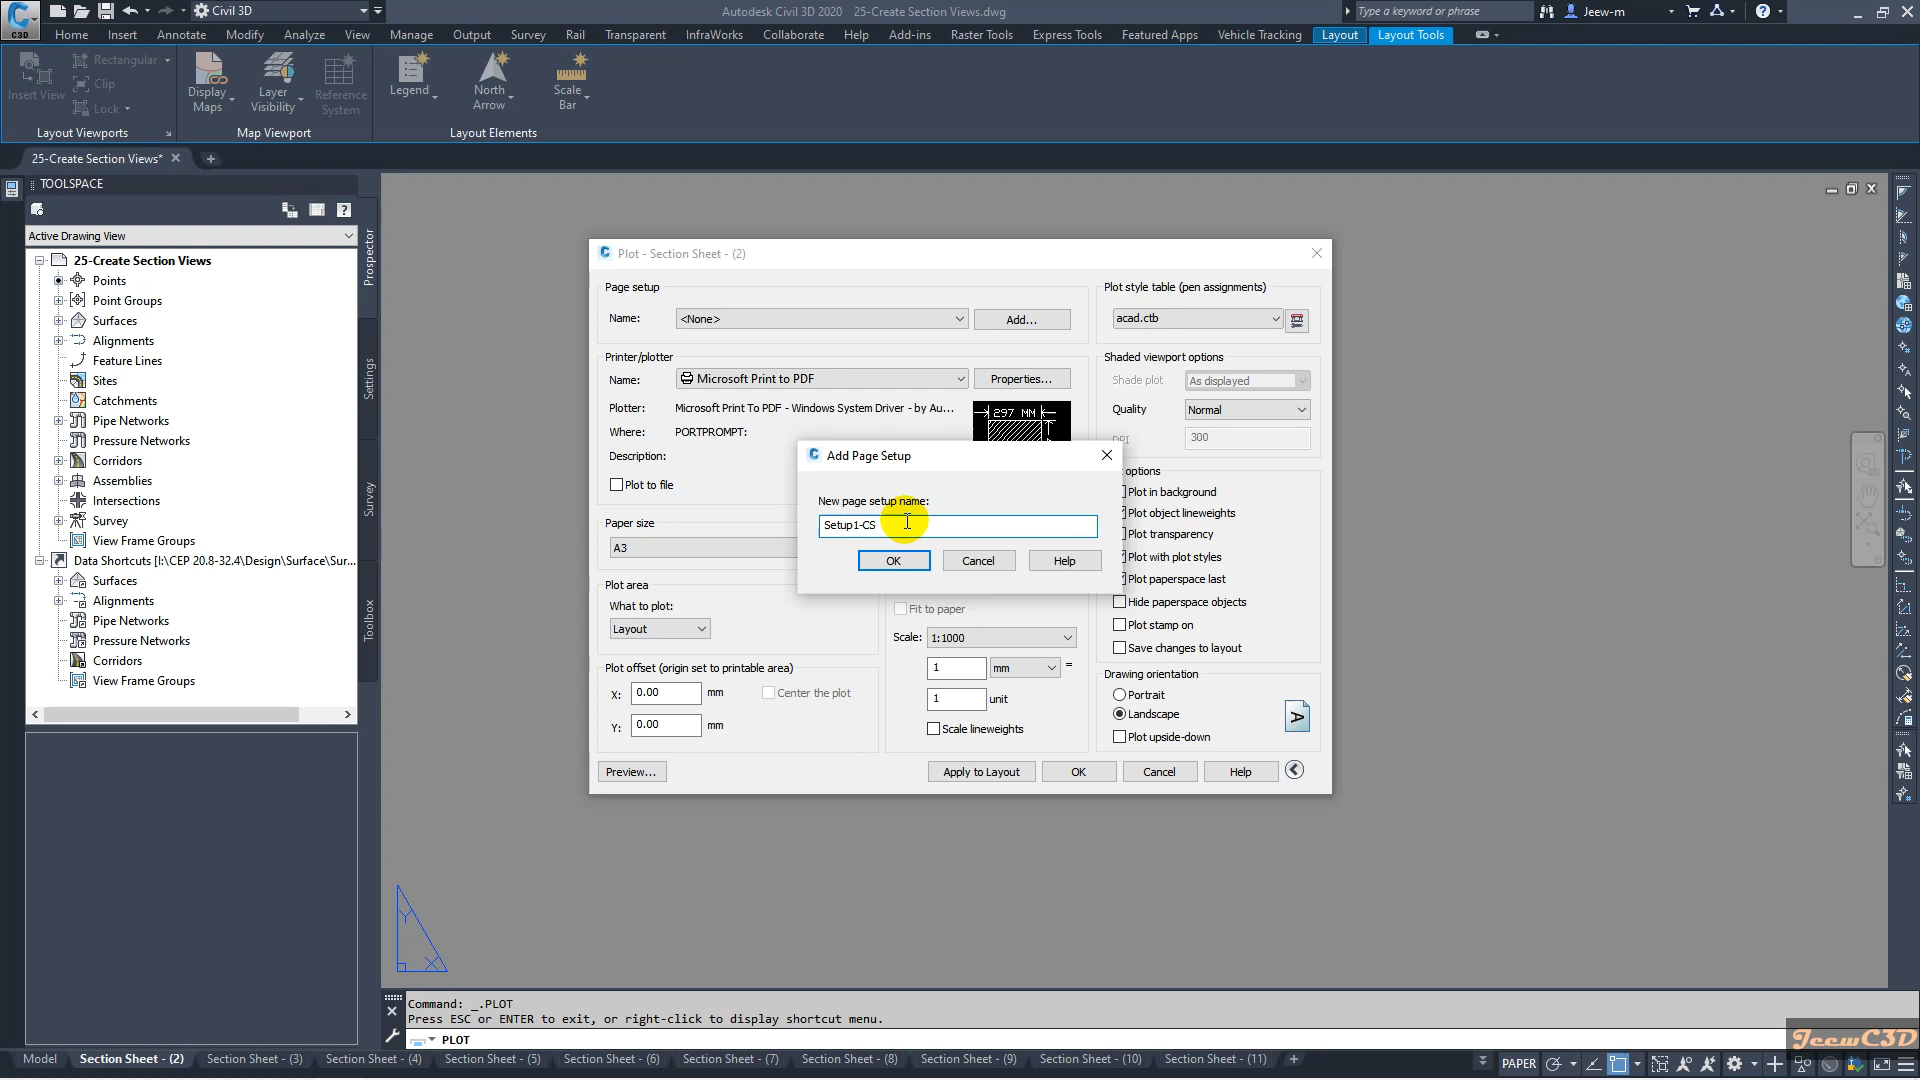 C3D
Civil 3D
Autodesk Civil 3D 2020 25-Create Section Views.dwg
Type a keyword or phrase
Jeew-m
Home Insert Annotate Modify Analyze View Manage Output Survey Rail Transparent InfraWorks Collaborate Help Add-ins Raster Tools Express Tools Featured Apps Vehicle Tracking Layout Layout Tools
Insert View
Rectangular
Clip
Lock
Display Maps
Layer Visibility
Reference System
Legend
North Arrow
Scale Bar
Layout Viewports
Map Viewport
Layout Elements
25-Create Section Views*
TOOLSPACE
Active Drawing View
25-Create Section Views
Points
Point Groups
Surfaces
Alignments
Feature Lines
Sites
Catchments
Pipe Networks
Pressure Networks
Corridors
Assemblies
Intersections
Survey
View Frame Groups
Data Shortcuts [I:\CEP 20.8-32.4\Design\Surface\Sur...
Surfaces
Alignments
Pipe Networks
Pressure Networks
Corridors
View Frame Groups
Prospector
Settings
Survey
Toolbox
Plot - Section Sheet - (2)
Page setup
Name:
<None>
Add...
Printer/plotter
Name:
Microsoft Print to PDF
Properties...
Plotter:
Microsoft Print To PDF - Windows System Driver - by Au...
Where:
PORTPROMPT:
Description:
Plot to file
297 MM
Paper size
A3
Plot area
What to plot:
Layout
Plot offset (origin set to printable area)
X:
0.00
mm
Center the plot
Y:
0.00
mm
Fit to paper
Scale:
1:1000
1
mm
=
1
unit
Scale lineweights
Plot style table (pen assignments)
acad.ctb
Shaded viewport options
Shade plot
As displayed
Quality
Normal
DPI
300
options
Plot in background
Plot object lineweights
Plot transparency
Plot with plot styles
Plot paperspace last
Hide paperspace objects
Plot stamp on
Save changes to layout
Drawing orientation
Portrait
Landscape
Plot upside-down
A
Preview...
Apply to Layout
OK
Cancel
Help
Add Page Setup
New page setup name:
Setup1-CS
OK
Cancel
Help
Y
X
Command: _.PLOT
Press ESC or ENTER to exit, or right-click to display shortcut menu.
PLOT
Model Section Sheet - (2) Section Sheet - (3) Section Sheet - (4) Section Sheet - (5) Section Sheet - (6) Section Sheet - (7) Section Sheet - (8) Section Sheet - (9) Section Sheet - (10) Section Sheet - (11)
PAPER
JeewC3D